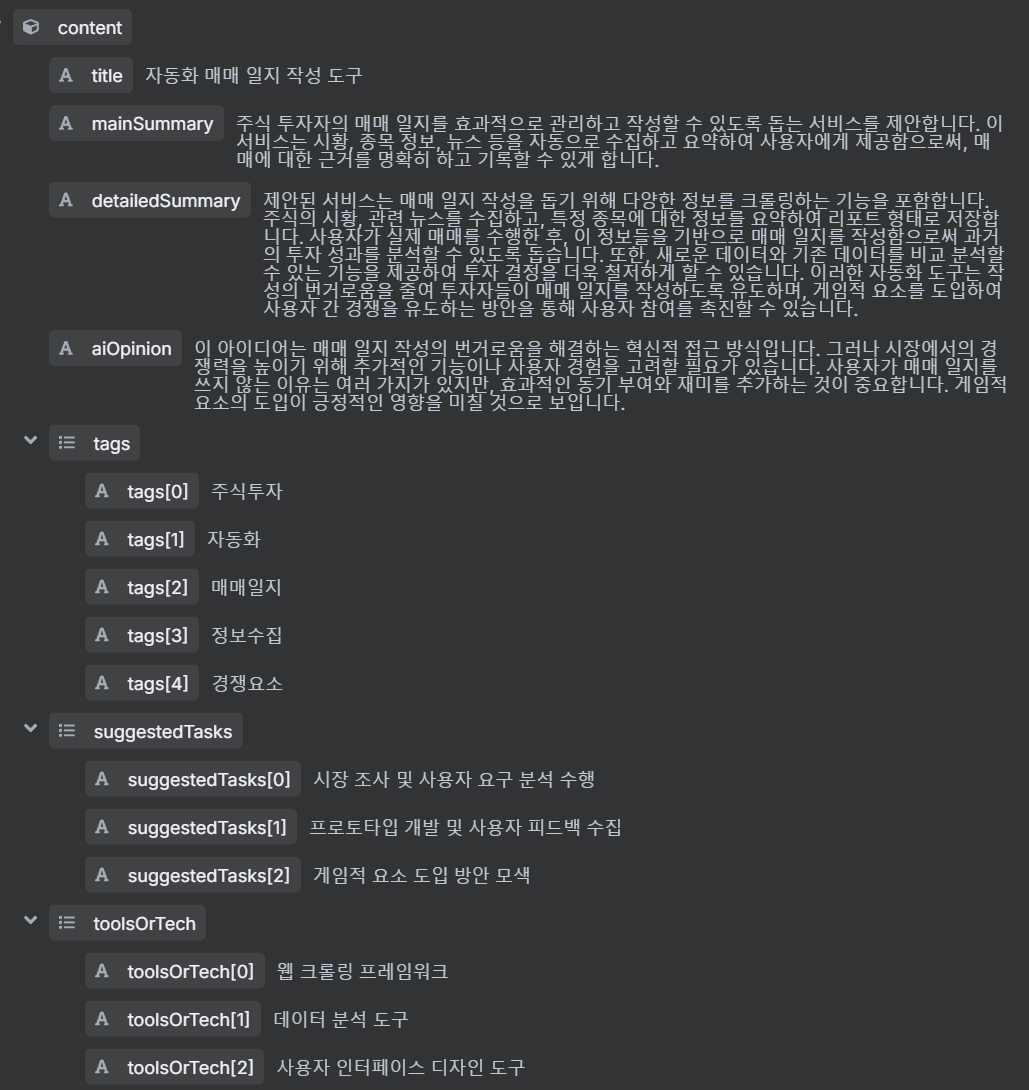 content
title 자동화 매매 일지 작성 도구
mainSummary 주식 투자자의 매매 일지를 효과적으로 관리하고 작성할 수 있도록 돕는 서비스를 제안합니다. 이
서비스는 시황, 종목 정보, 뉴스 등을 자동으로 수집하고 요약하여 사용자에게 제공함으로써, 매
매에 대한 근거를 명확히 하고 기록할 수 있게 합니다.
detailedSummary 제안된 서비스는 매매 일지 작성을 돕기 위해 다양한 정보를 크롤링하는 기능을 포함합니다.
주식의 시황, 관련 뉴스를 수집하고, 특정 종목에 대한 정보를 요약하여 리포트 형태로 저장합
니다. 사용자가 실제 매매를 수행한 후, 이 정보들을 기반으로 매매 일지를 작성함으로써 과거
의 투자 성과를 분석할 수 있도록 돕습니다. 또한, 새로운 데이터와 기존 데이터를 비교 분석할
수 있는 기능을 제공하여 투자 결정을 더욱 철저하게 할 수 있습니다. 이러한 자동화 도구는 작
성의 번거로움을 줄여 투자자들이 매매 일지를 작성하도록 유도하며, 게임적 요소를 도입하여
사용자 간 경쟁을 유도하는 방안을 통해 사용자 참여를 촉진할 수 있습니다.
aiOpinion 이 아이디어는 매매 일지 작성의 번거로움을 해결하는 혁신적 접근 방식입니다. 그러나 시장에서의 경
쟁력을 높이기 위해 추가적인 기능이나 사용자 경험을 고려할 필요가 있습니다. 사용자가 매매 일지를
쓰지 않는 이유는 여러 가지가 있지만, 효과적인 동기 부여와 재미를 추가하는 것이 중요합니다. 게임적
요소의 도입이 긍정적인 영향을 미칠 것으로 보입니다.
tags
tags[0] 주식투자
tags[1] 자동화
tags[2] 매매일지
tags[3] 정보수집
tags[4] 경쟁요소
suggestedTasks
suggestedTasks[0] 시장 조사 및 사용자 요구 분석 수행
suggestedTasks[1] 프로토타입 개발 및 사용자 피드백 수집
suggestedTasks[2] 게임적 요소 도입 방안 모색
toolsOrTech
toolsOrTech[0] 웹 크롤링 프레임워크
toolsOrTech[1] 데이터 분석 도구
toolsOrTech[2] 사용자 인터페이스 디자인 도구